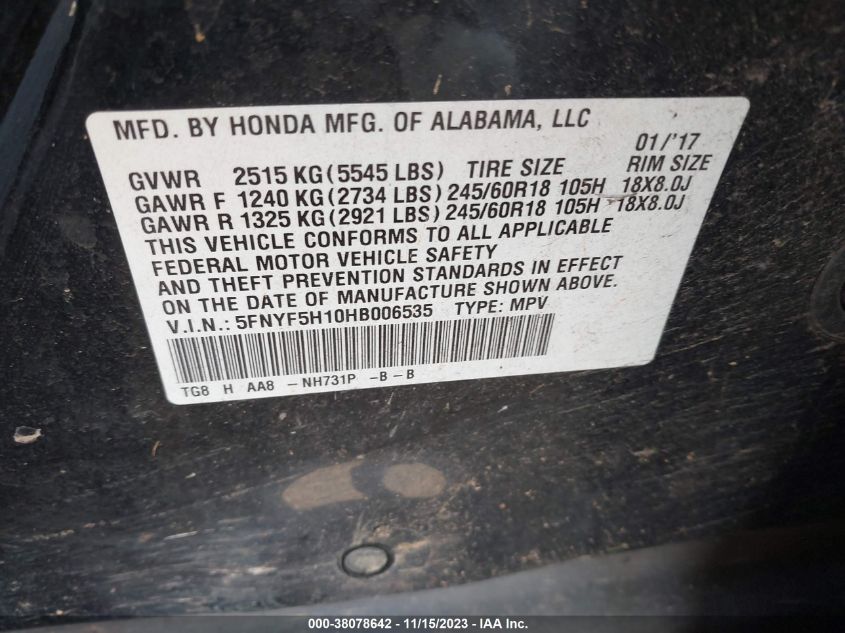 MFD. BY HONDA MFG. OF ALABAMA, LLC
01/'17
GVWR 2515 KG (5545 LBS) TIRE SIZE RIM SIZE
GAWR F 1240 KG (2734 LBS) 245/60R18 105H 18X8.0J
GAWR R 1325 KG (2921 LBS) 245/60R18 105H 18X8.0J
THIS VEHICLE CONFORMS TO ALL APPLICABLE
FEDERAL MOTOR VEHICLE SAFETY
AND THEFT PREVENTION STANDARDS IN EFFECT
ON THE DATE OF MANUFACTURE SHOWN ABOVE.
V.I.N.: 5FNYF5H10HB006535 TYPE: MPV
TG8 H AA8 -NH731P -B-B
000-38078642 - 11/15/2023 - IAA Inc.